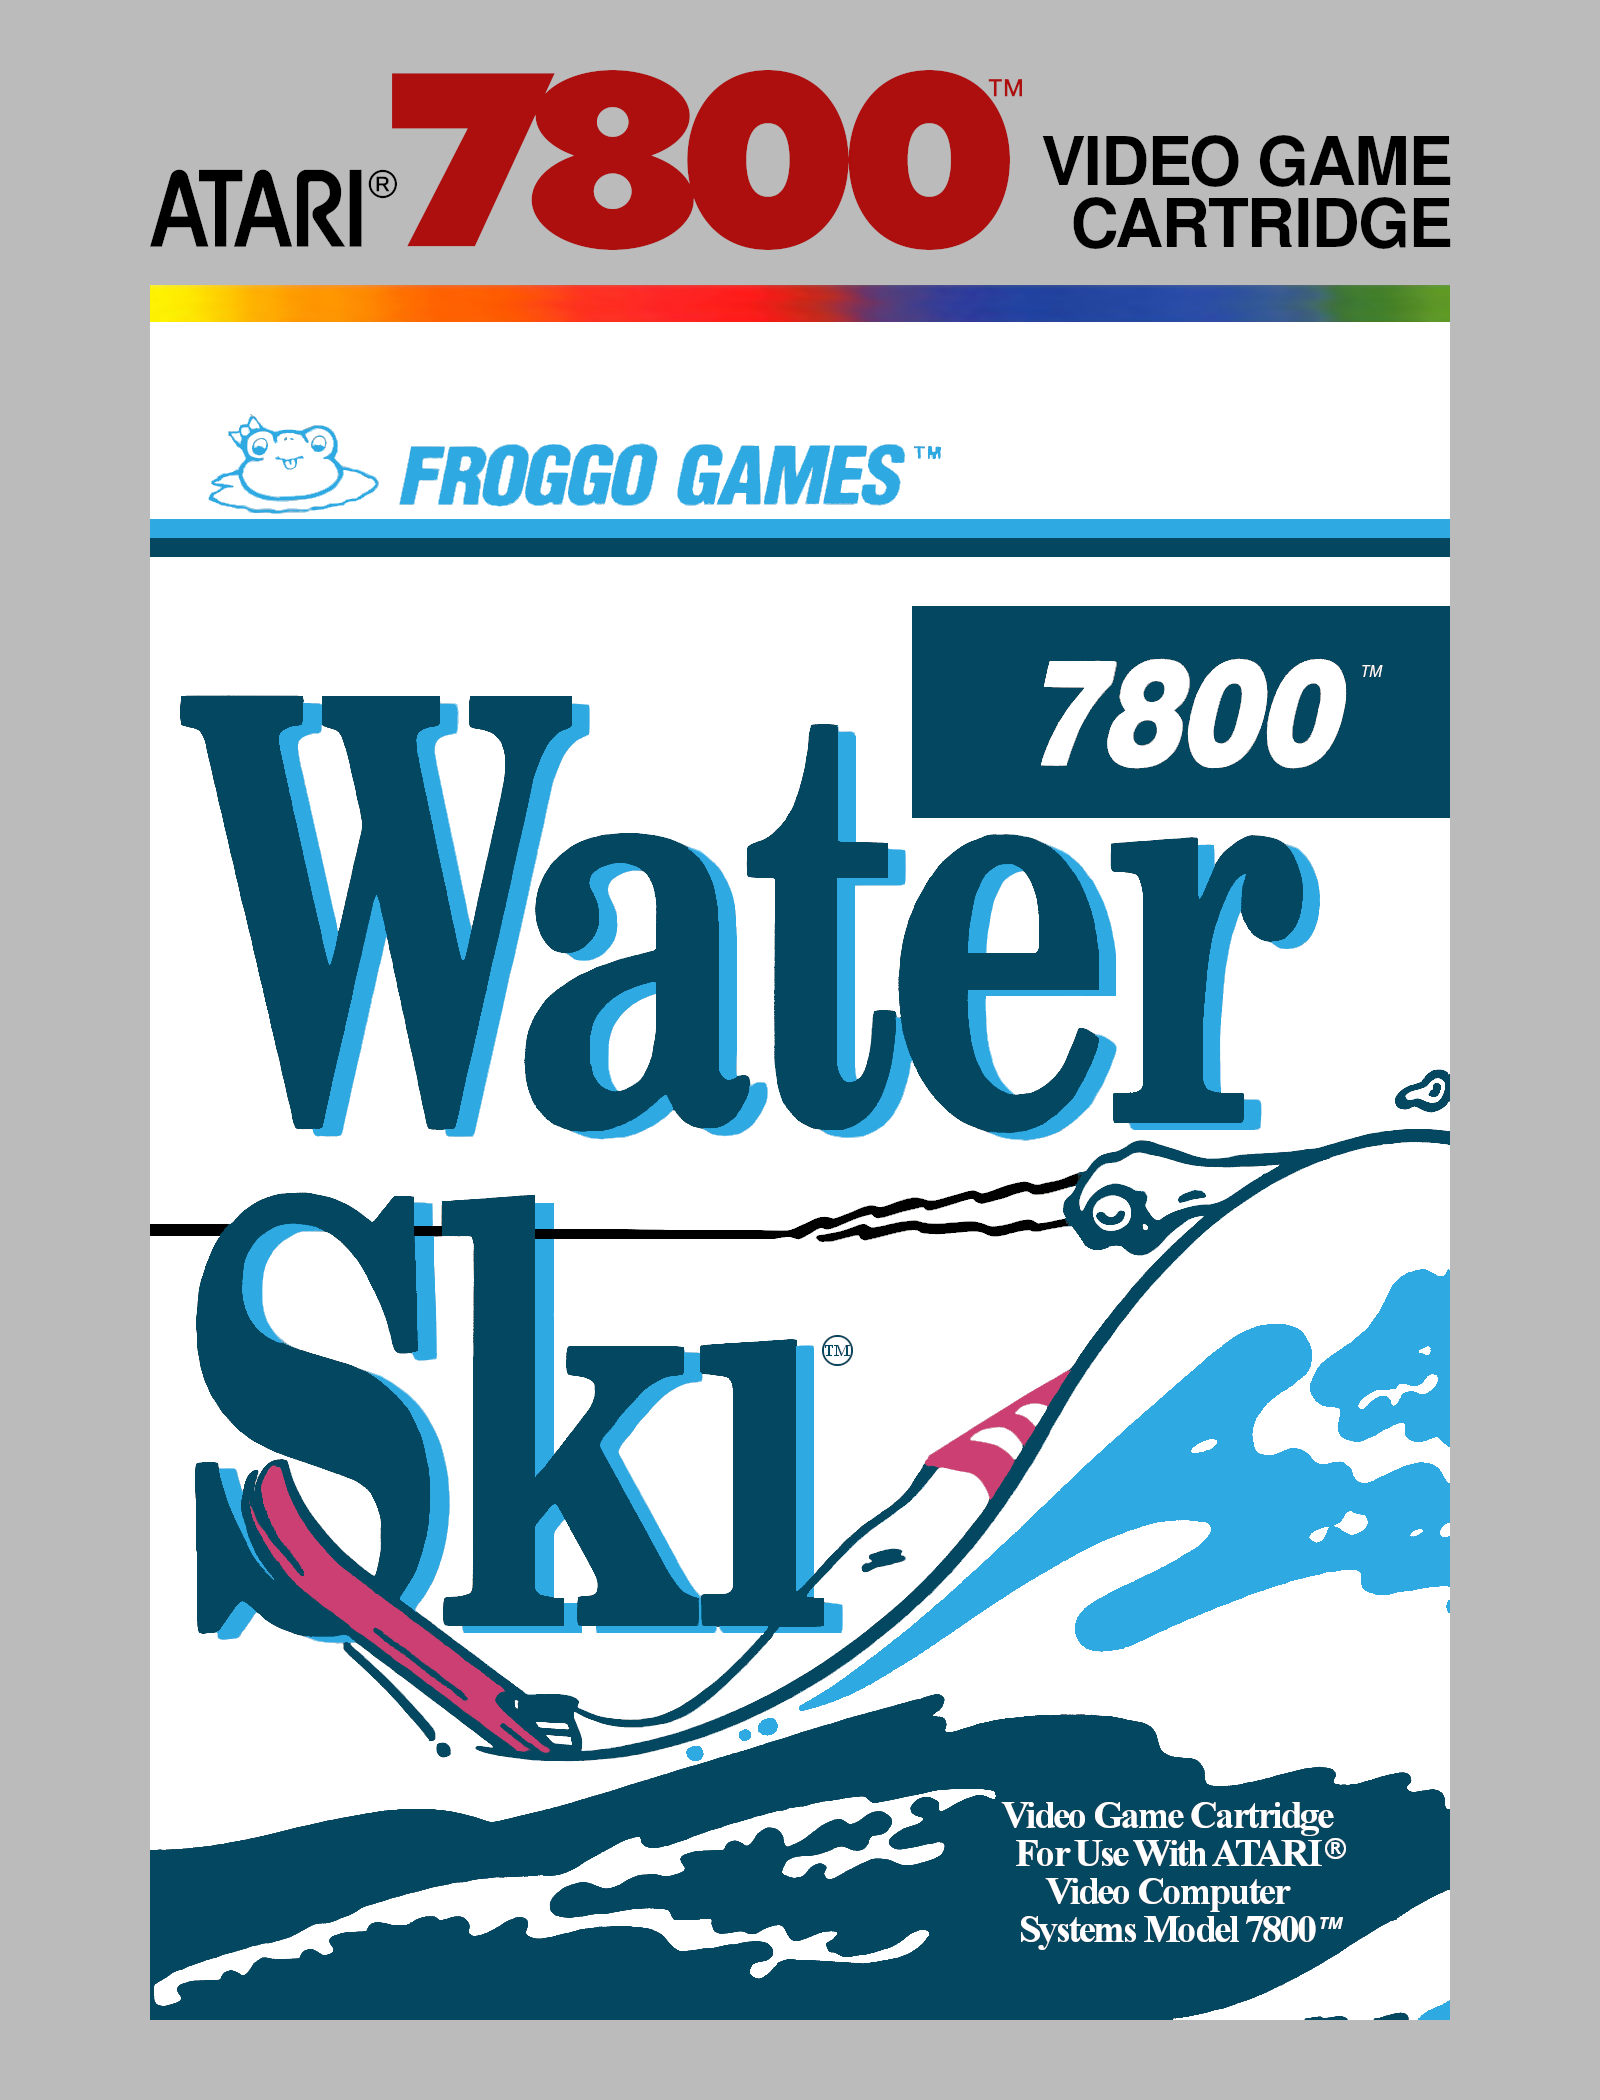 ATARI® 7800™ VIDEO GAME
CARTRIDGE
FROGGO GAMES™
7800™
Water
Ski™
Video Game Cartridge
For Use With ATARI®
Video Computer
Systems Model 7800™